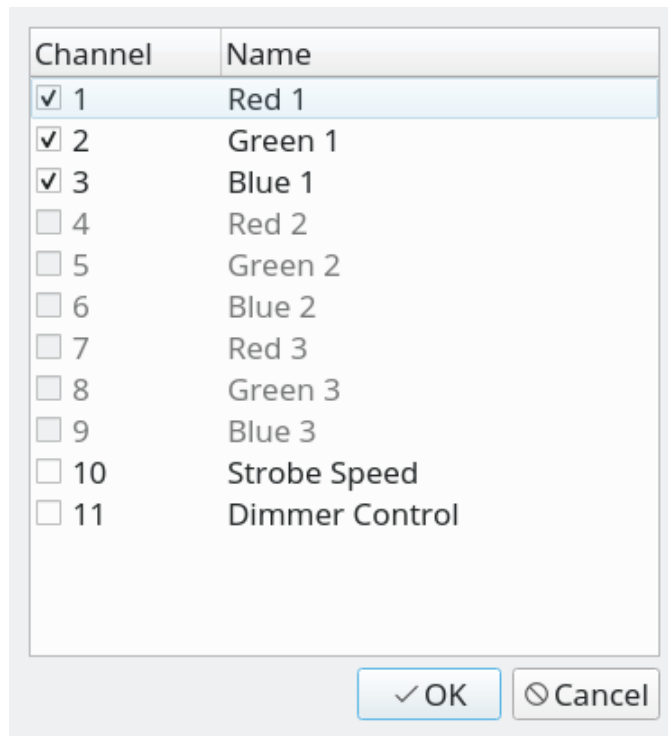 Channel Name
1 Red 1
2 Green 1
3 Blue 1
4 Red 2
5 Green 2
6 Blue 2
7 Red 3
8 Green 3
9 Blue 3
10 Strobe Speed
11 Dimmer Control
OK Cancel